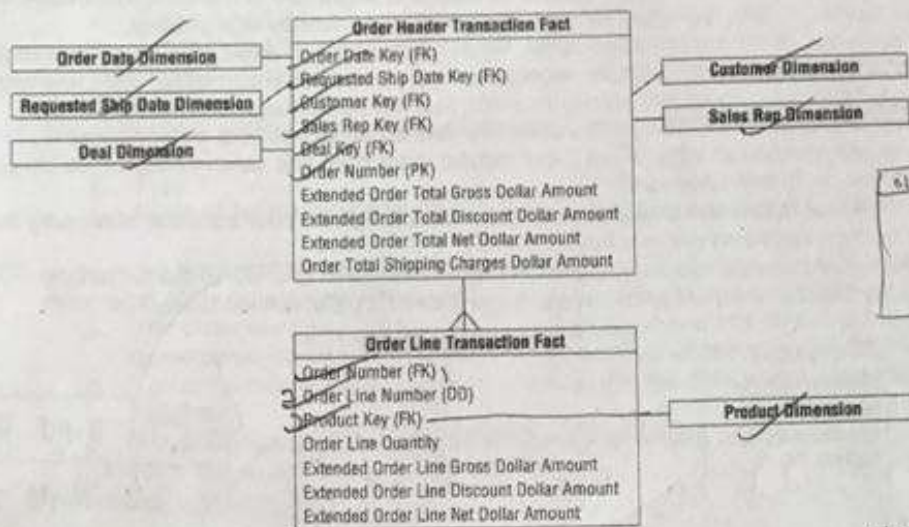 Order Header Transaction Fact
Order Date Key (FK)
Requested Ship Date Key (FK)
Customer Key (FK)
Sales Rep Key (FK)
Deal Key (FK)
Order Number (PK)
Extended Order Total Gross Dollar Amount
Extended Order Total Discount Dollar Amount
Extended Order Total Net Dollar Amount
Order Total Shipping Charges Dollar Amount
Order Date Dimension
Requested Ship Date Dimension
Deal Dimension
Customer Dimension
Sales Rep Dimension
Order Line Transaction Fact
Order Number (FK) 1
2 Order Line Number (DD)
Product Key (FK)
Order Line Quantity
Extended Order Line Gross Dollar Amount
Extended Order Line Discount Dollar Amount
Extended Order Line Net Dollar Amount
Product Dimension